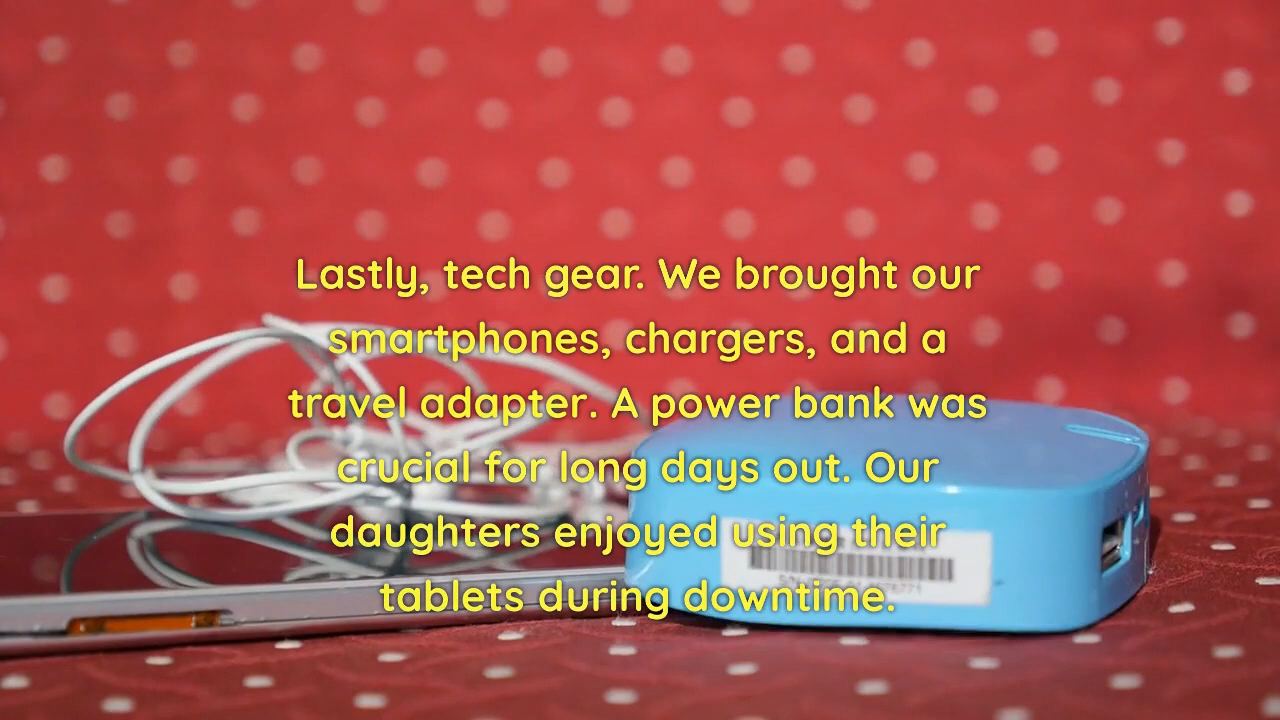 Lastly, tech gear. We brought our
smartphones, chargers, and a
travel adapter. A power bank was
crucial for long days out. Our
daughters enjoyed using their
tablets during downtime.